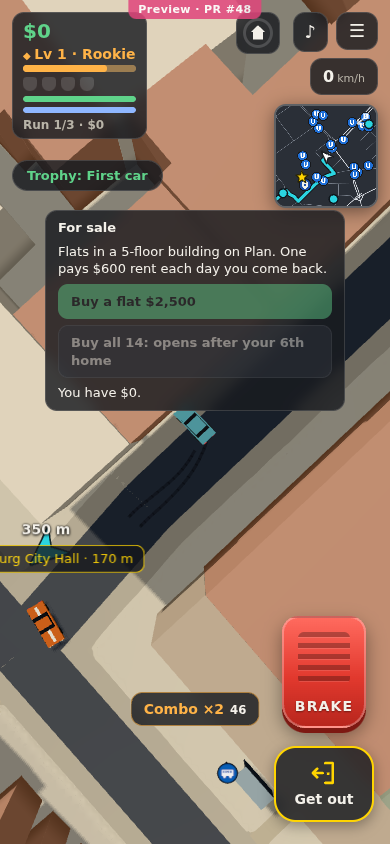 Preview · PR #48
$0
Lv 1 · Rookie
Run 1/3 · $0
0 km/h
Trophy: First car
For sale
Flats in a 5-floor building on Plan. One
pays $600 rent each day you come back.
Buy a flat $2,500
Buy all 14: opens after your 6th
home
You have $0.
350 m
urg City Hall · 170 m
Combo ×2 46
BRAKE
Get out